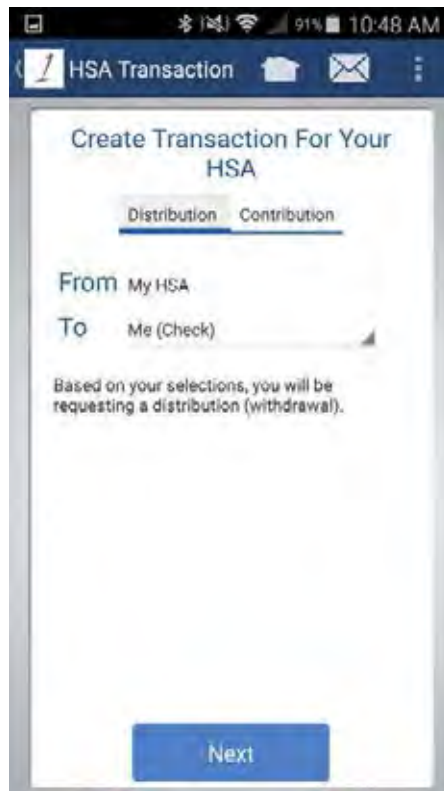 91% 10:48 AM
1 HSA Transaction
Create Transaction For Your
HSA
Distribution Contribution
From My HSA
To Me (Check)
Based on your selections, you will be
requesting a distribution (withdrawal).
Next